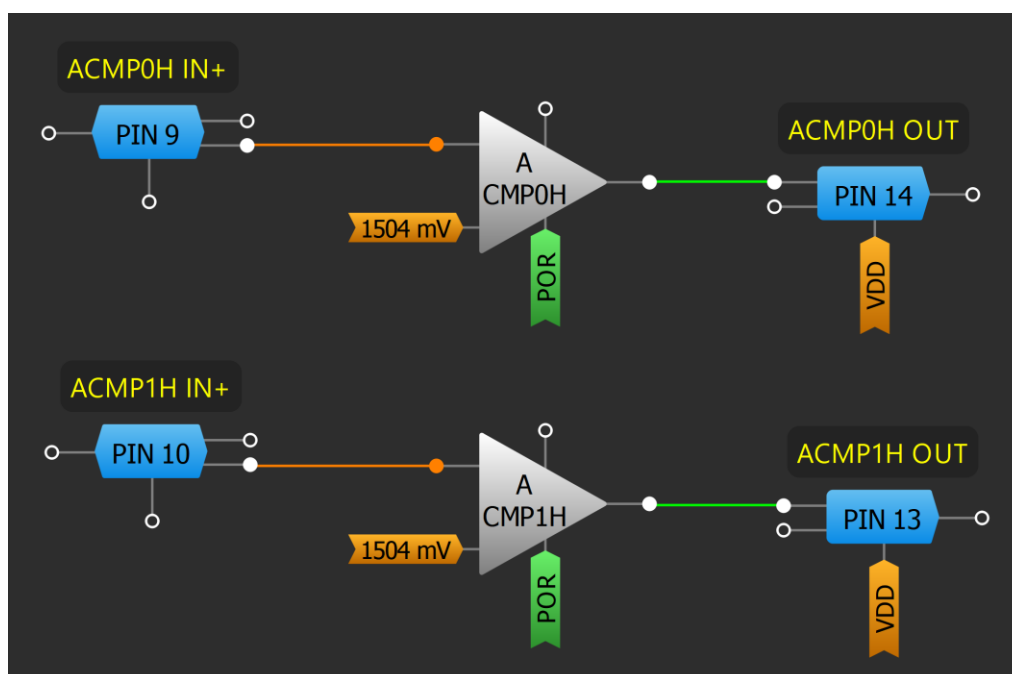 ACMP0H IN+
PIN 9
A
CMP0H
1504 mV
POR
ACMP0H OUT
PIN 14
VDD
ACMP1H IN+
PIN 10
A
CMP1H
1504 mV
POR
ACMP1H OUT
PIN 13
VDD